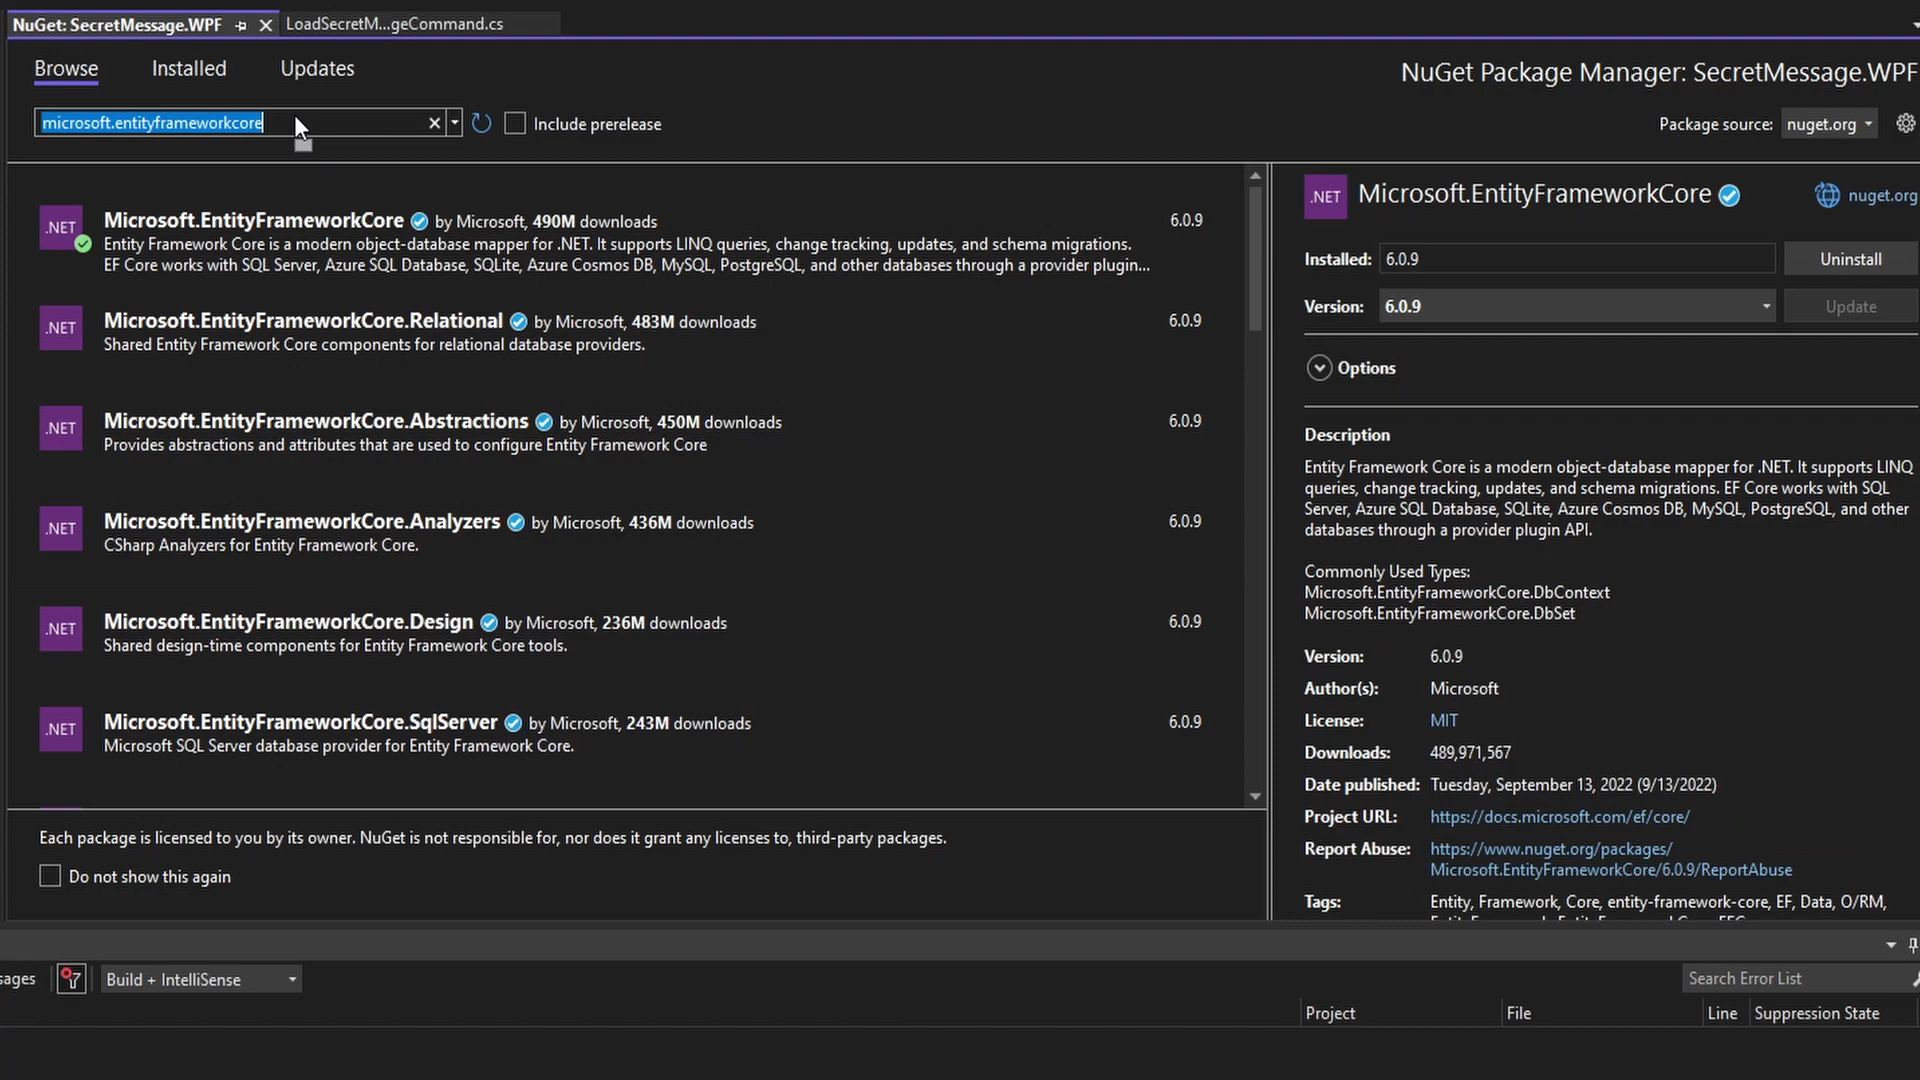 NuGet: SecretMessage.WPF
LoadSecretM...geCommand.cs
Browse
Installed
Updates
NuGet Package Manager: SecretMessage.WPF
microsoft.entityframeworkcore
Include prerelease
Package source: nuget.org
.NET
Microsoft.EntityFrameworkCore by Microsoft, 490M downloads
6.0.9
Entity Framework Core is a modern object-database mapper for .NET. It supports LINQ queries, change tracking, updates, and schema migrations.
EF Core works with SQL Server, Azure SQL Database, SQLite, Azure Cosmos DB, MySQL, PostgreSQL, and other databases through a provider plugin...
.NET
Microsoft.EntityFrameworkCore.Relational by Microsoft, 483M downloads
6.0.9
Shared Entity Framework Core components for relational database providers.
.NET
Microsoft.EntityFrameworkCore.Abstractions by Microsoft, 450M downloads
6.0.9
Provides abstractions and attributes that are used to configure Entity Framework Core
.NET
Microsoft.EntityFrameworkCore.Analyzers by Microsoft, 436M downloads
6.0.9
CSharp Analyzers for Entity Framework Core.
.NET
Microsoft.EntityFrameworkCore.Design by Microsoft, 236M downloads
6.0.9
Shared design-time components for Entity Framework Core tools.
.NET
Microsoft.EntityFrameworkCore.SqlServer by Microsoft, 243M downloads
6.0.9
Microsoft SQL Server database provider for Entity Framework Core.
Each package is licensed to you by its owner. NuGet is not responsible for, nor does it grant any licenses to, third-party packages.
Do not show this again
.NET
Microsoft.EntityFrameworkCore
nuget.org
Installed: 6.0.9
Uninstall
Version: 6.0.9
Update
Options
Description
Entity Framework Core is a modern object-database mapper for .NET. It supports LINQ
queries, change tracking, updates, and schema migrations. EF Core works with SQL
Server, Azure SQL Database, SQLite, Azure Cosmos DB, MySQL, PostgreSQL, and other
databases through a provider plugin API.
Commonly Used Types:
Microsoft.EntityFrameworkCore.DbContext
Microsoft.EntityFrameworkCore.DbSet
Version: 6.0.9
Author(s): Microsoft
License: MIT
Downloads: 489,971,567
Date published: Tuesday, September 13, 2022 (9/13/2022)
Project URL: https://docs.microsoft.com/ef/core/
Report Abuse: https://www.nuget.org/packages/
Microsoft.EntityFrameworkCore/6.0.9/ReportAbuse
Tags: Entity, Framework, Core, entity-framework-core, EF, Data, O/RM,
sages
Build + IntelliSense
Search Error List
Project
File
Line
Suppression State